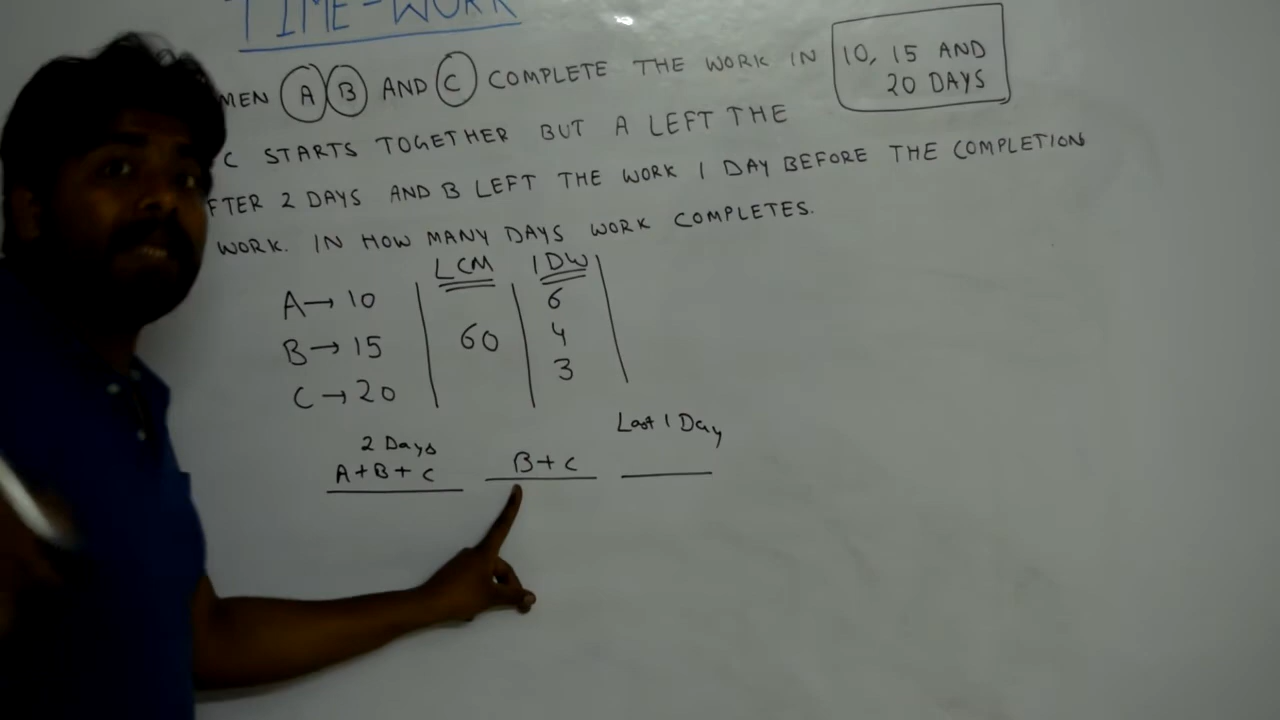 TIME-WORK
MEN A B AND C COMPLETE THE WORK IN 10, 15 AND
20 DAYS
C STARTS TOGETHER BUT A LEFT THE
FTER 2 DAYS AND B LEFT THE WORK 1 DAY BEFORE THE COMPLETION
WORK. IN HOW MANY DAYS WORK COMPLETES.
LCM 1DW
A→10 6
B→15 60 4
C→20 3
2 Days Last 1 Day
A+B+C B+C